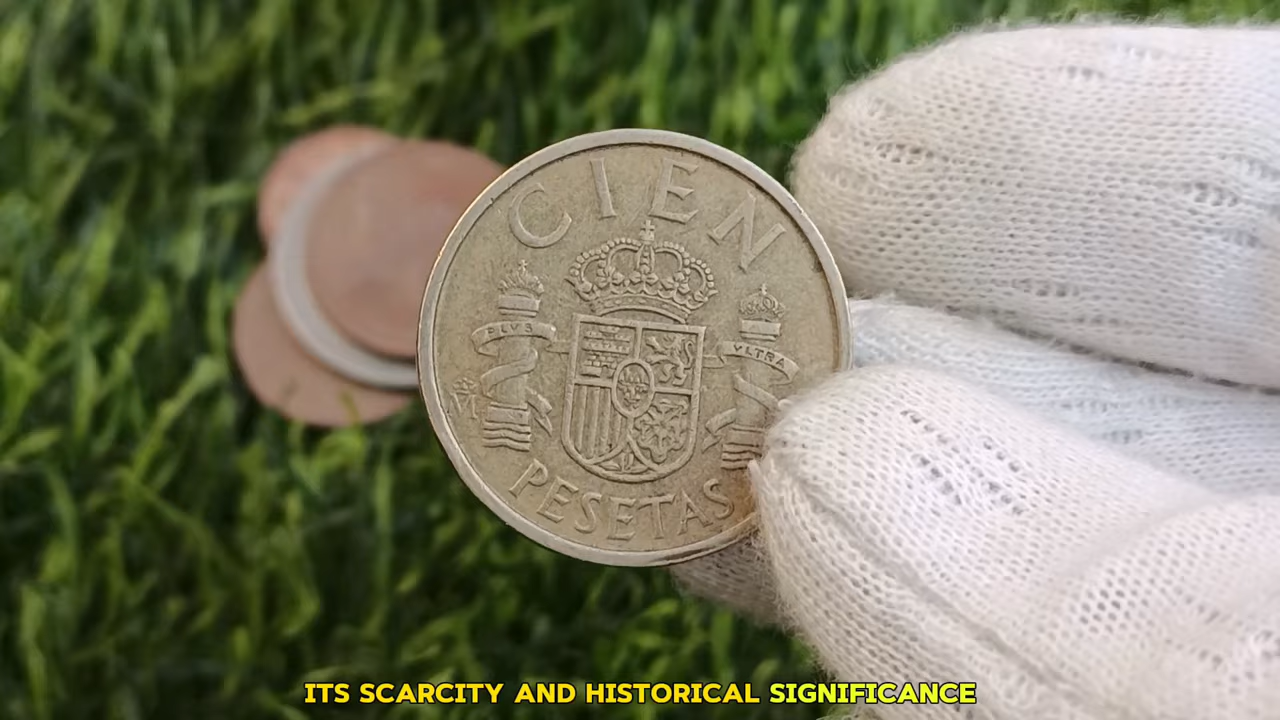 CIEN
PLVS
VLTRA
M
PESETAS
ITS SCARCITY AND HISTORICAL SIGNIFICANCE